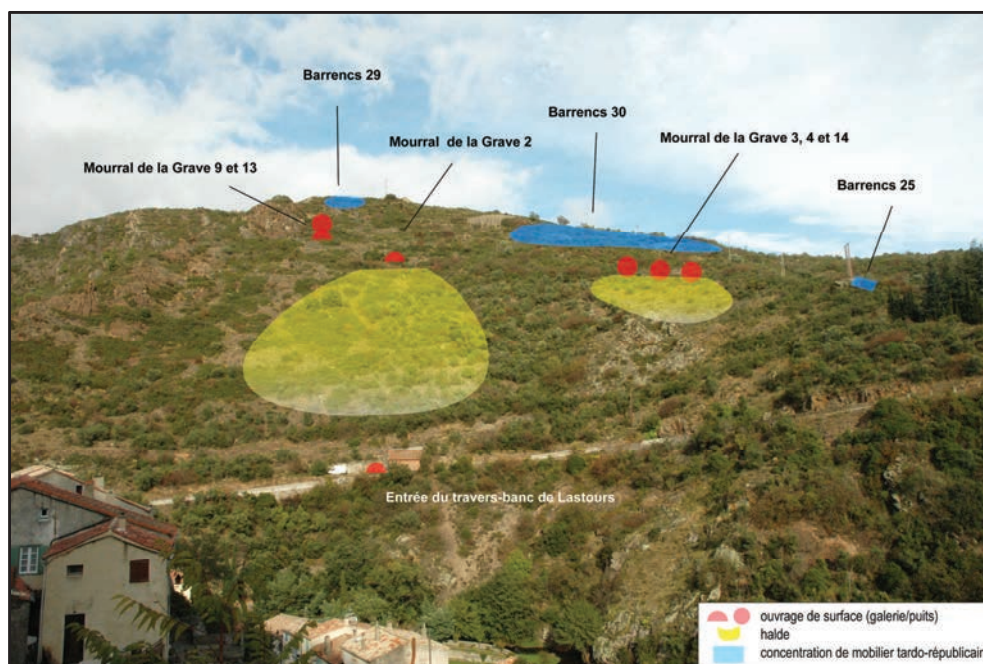 Barrencs 29
Barrencs 30
Mourral de la Grave 2
Mourral de la Grave 3, 4 et 14
Mourral de la Grave 9 et 13
Barrencs 25
Entrée du travers-banc de Lastours
ouvrage de surface (galerie/puits)
halde
concentration de mobilier tardo-républicain